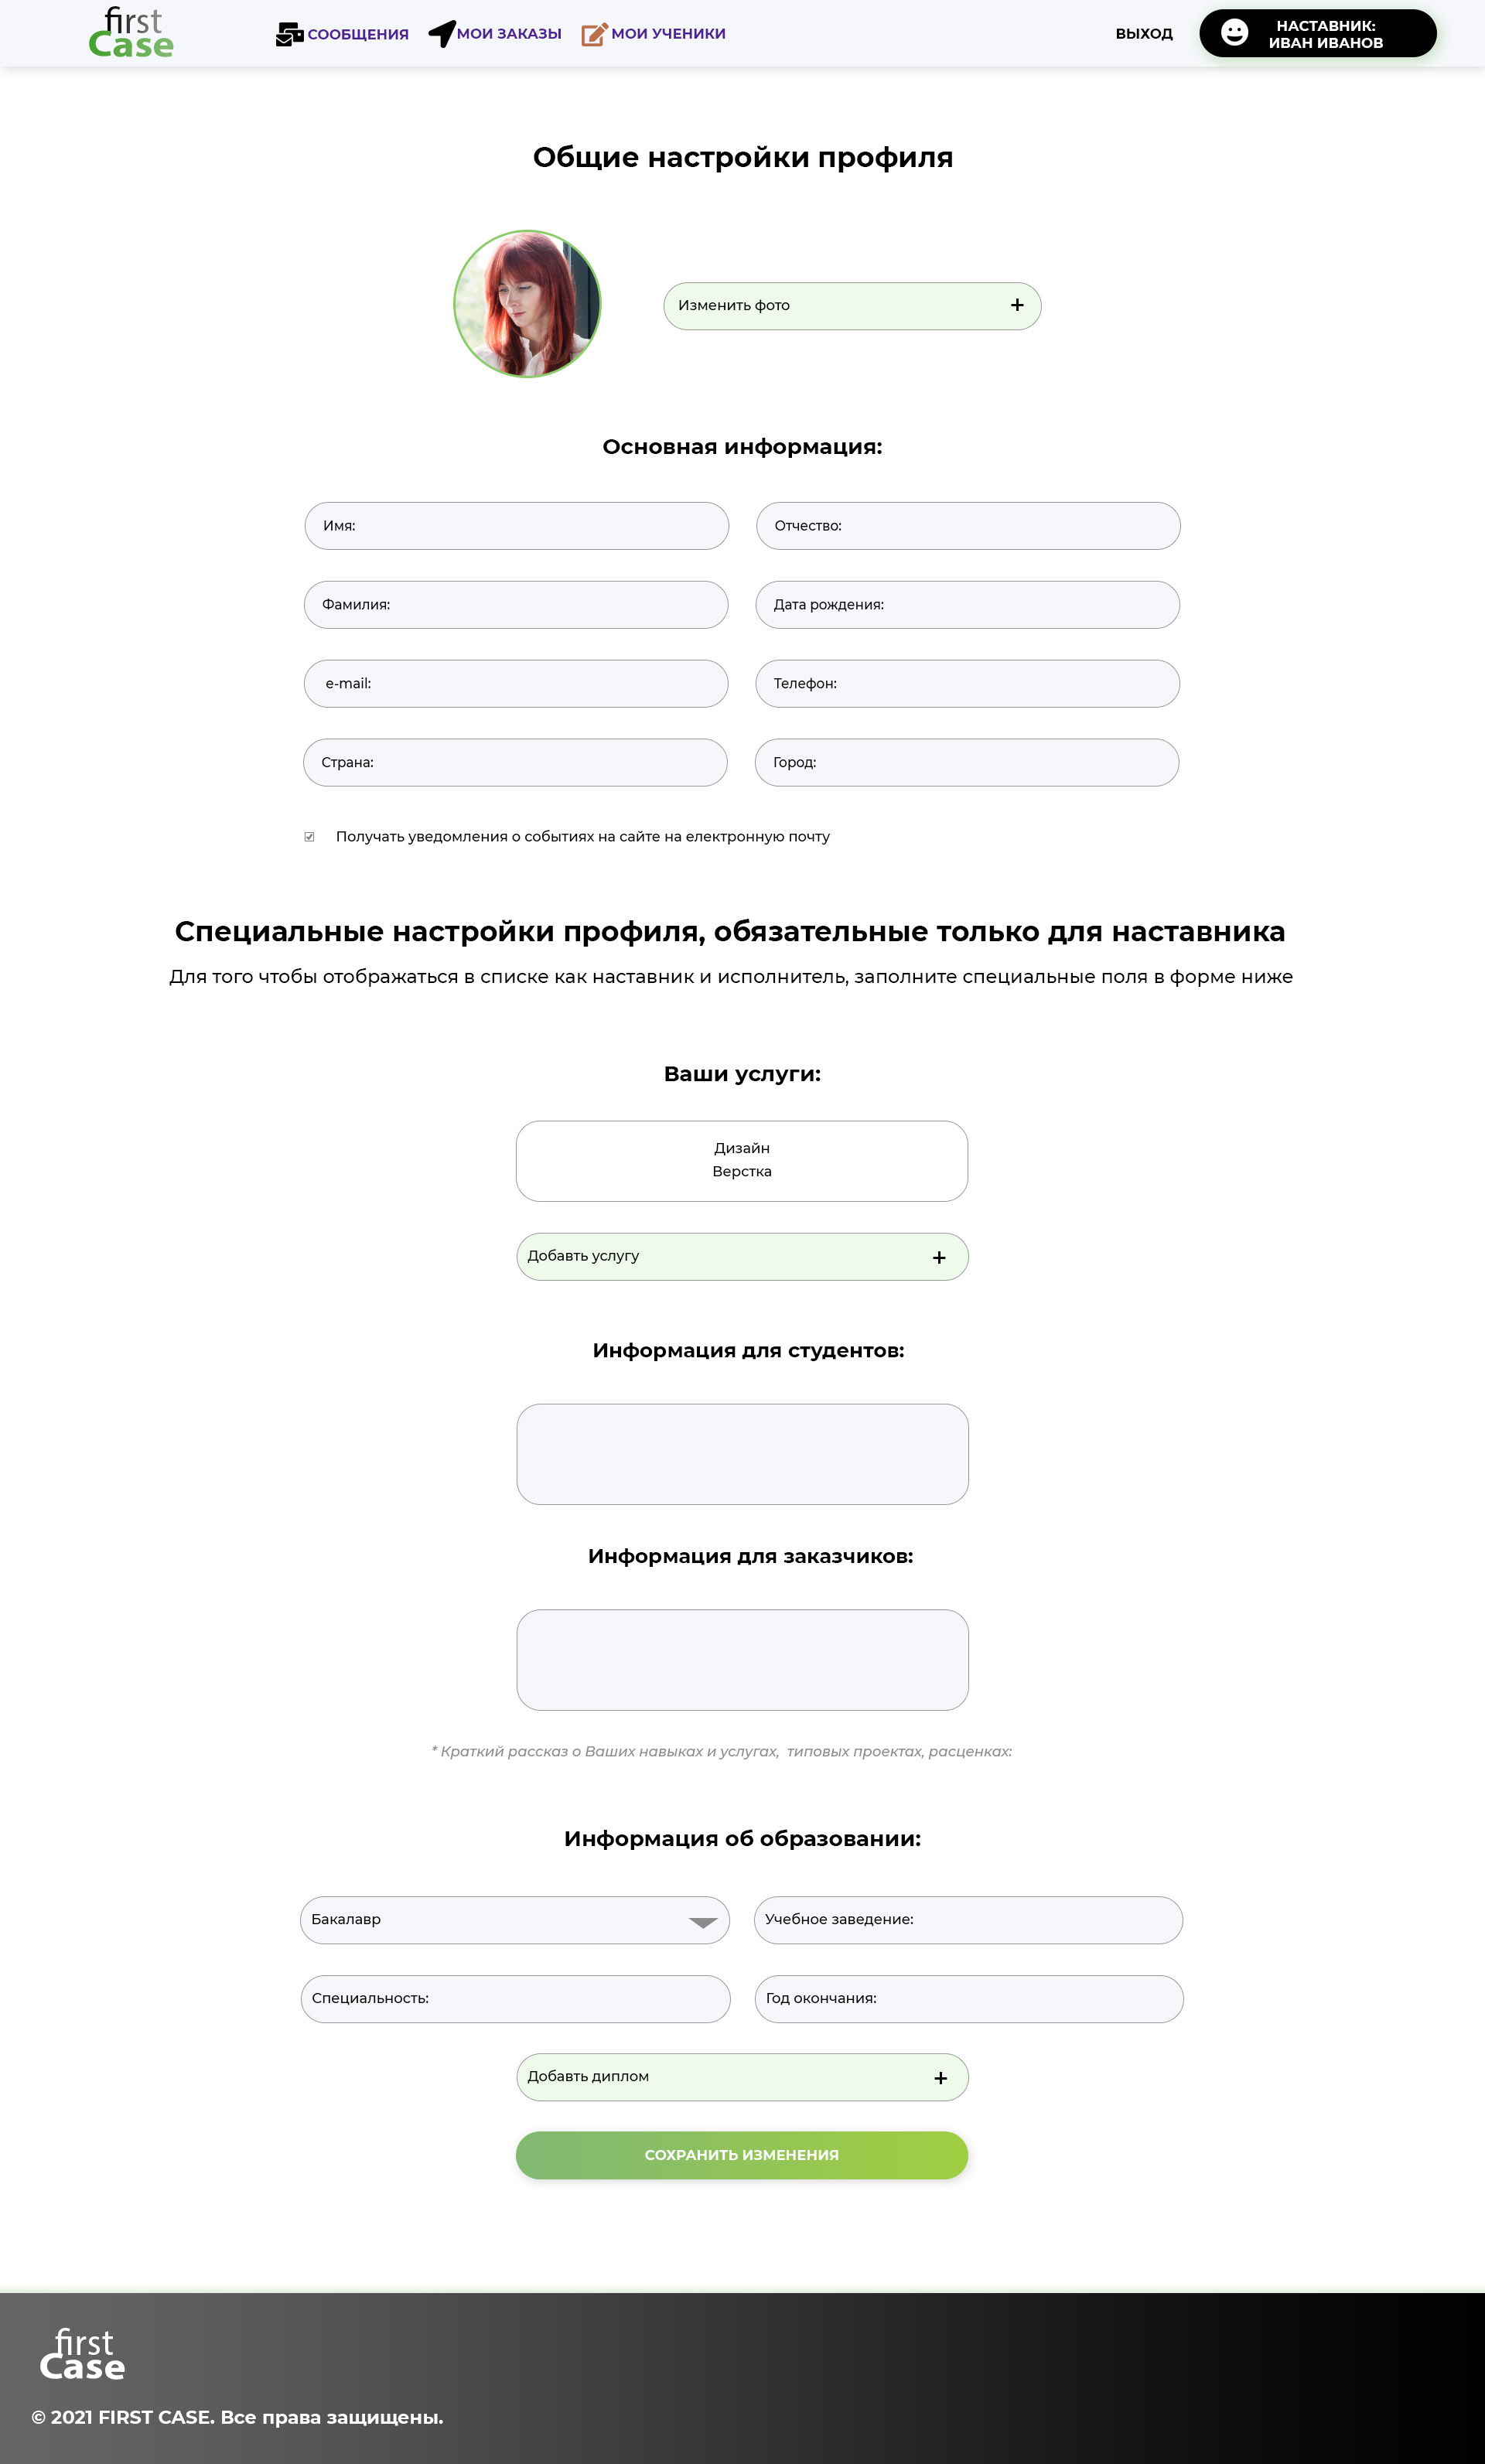 first
Case
СООБЩЕНИЯ
МОИ ЗАКАЗЫ
МОИ УЧЕНИКИ
ВЫХОД
НАСТАВНИК:
ИВАН ИВАНОВ
Общие настройки профиля
Изменить фото +
Основная информация:
Имя:
Отчество:
Фамилия:
Дата рождения:
e-mail:
Телефон:
Страна:
Город:
Получать уведомления о событиях на сайте на електронную почту
Специальные настройки профиля, обязательные только для наставника
Для того чтобы отображаться в списке как наставник и исполнитель, заполните специальные поля в форме ниже
Ваши услуги:
Дизайн
Верстка
Добавть услугу +
Информация для студентов:
Информация для заказчиков:
* Краткий рассказ о Ваших навыках и услугах, типовых проектах, расценках:
Информация об образовании:
Бакалавр
Учебное заведение:
Специальность:
Год окончания:
Добавть диплом +
СОХРАНИТЬ ИЗМЕНЕНИЯ
first
Case
© 2021 FIRST CASE. Все права защищены.